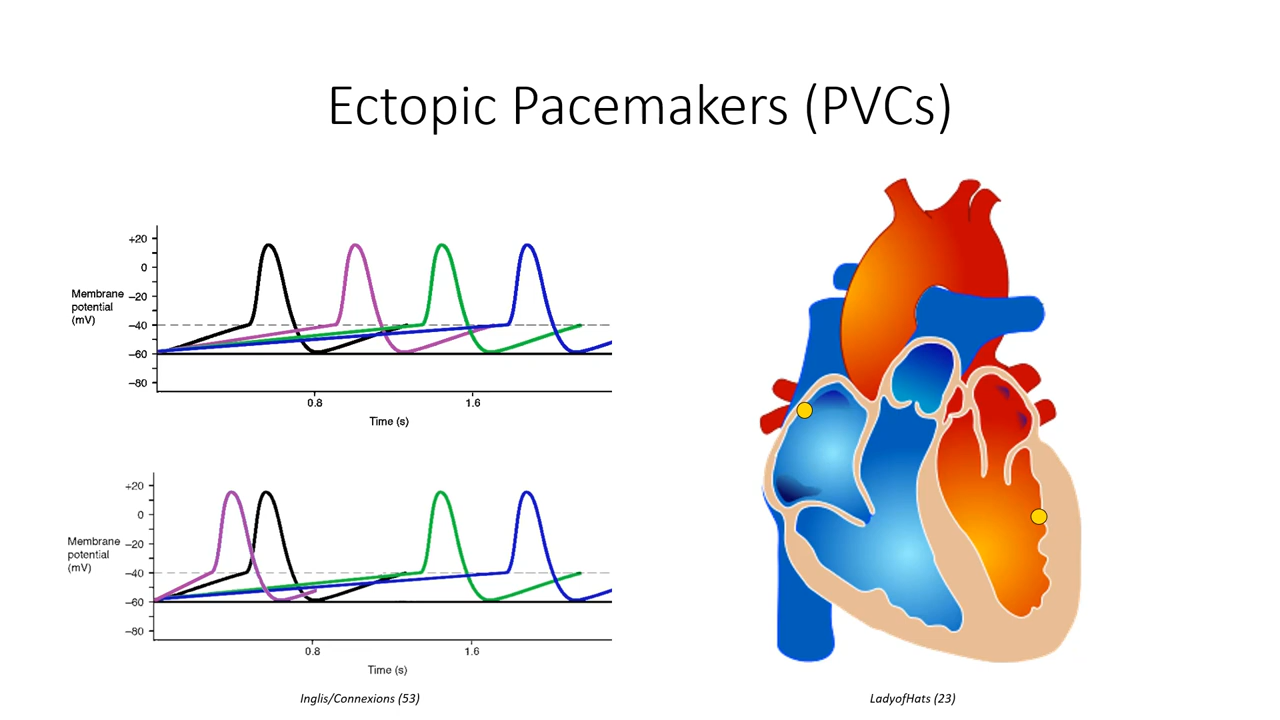 Ectopic Pacemakers (PVCs)
+20
0
Membrane
potential
(mV)
–20
–40
–60
–80
0.8
1.6
Time (s)
+20
0
Membrane
potential
(mV)
–20
–40
–60
–80
0.8
1.6
Time (s)
Inglis/Connexions (53)
LadyofHats (23)